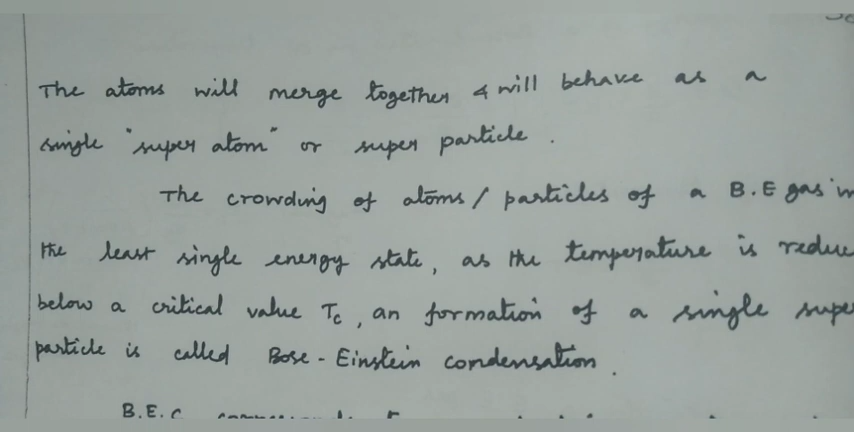 The atoms will merge together & will behave as a
single "super atom" or super particle .
The crowding of atoms / particles of a B.E gas in
the least single energy state, as the temperature is reduce
below a critical value Tc , an formation of a single supe
particle is called Bose - Einstein condensation .
B.E.C